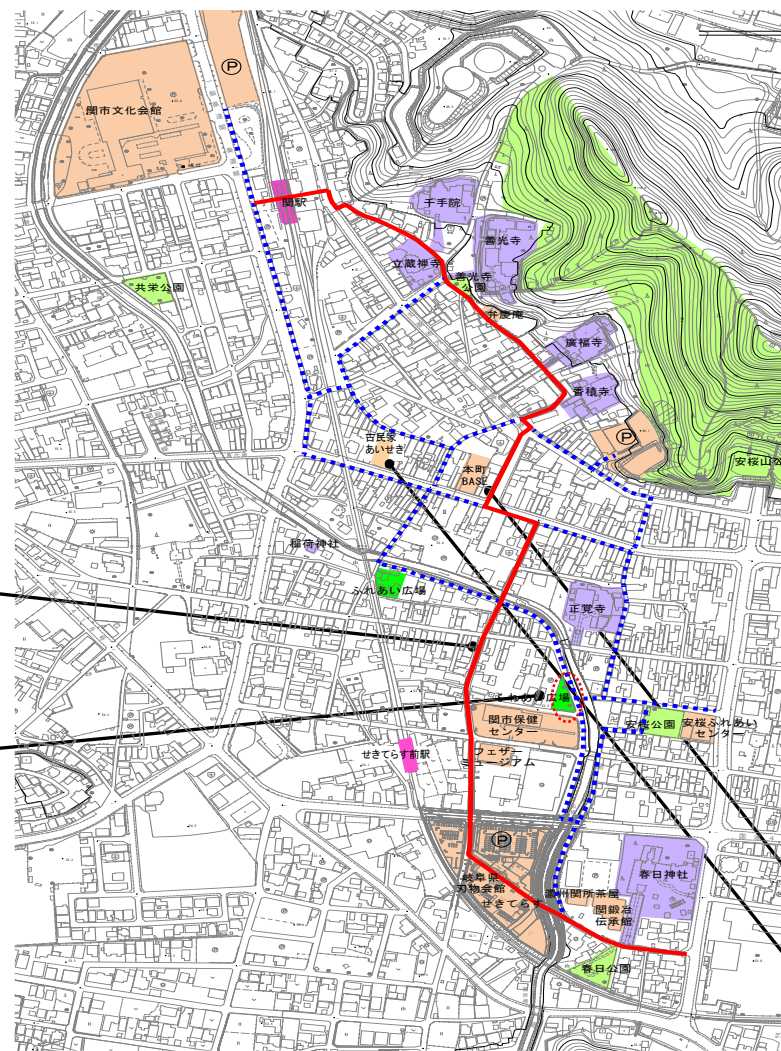 Ⓟ
関市文化会館
関駅
千手院
善光寺
立蔵禅寺
善光寺
公園
共栄公園
弁慶庵
廣福寺
香積寺
Ⓟ
古民家
あいせき
安桜山公
本町
BASE
稲荷神社
ふれあい広場
正覚寺
ふれあい広場
関市保健
センター
安桜公園
安桜ふれあい
センター
せきてらす前駅
フェザー
ミュージアム
Ⓟ
岐阜県
刃物会館
せきてらす
春日神社
濃州関所茶屋
関鍛冶
伝承館
春日公園